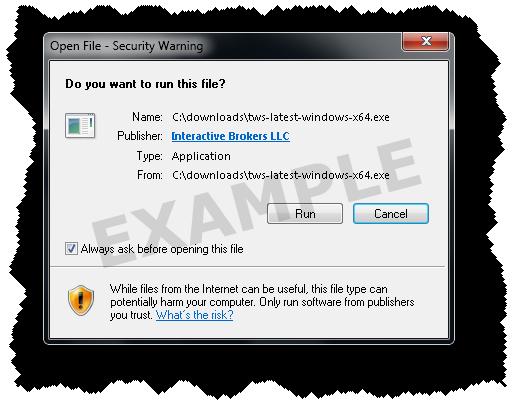 Open File - Security Warning
Do you want to run this file?
Name: C:\downloads\tws-latest-windows-x64.exe
Publisher: Interactive Brokers LLC
Type: Application
From: C:\downloads\tws-latest-windows-x64.exe
EXAMPLE
Run Cancel
Always ask before opening this file
While files from the Internet can be useful, this file type can
potentially harm your computer. Only run software from publishers
you trust. What's the risk?